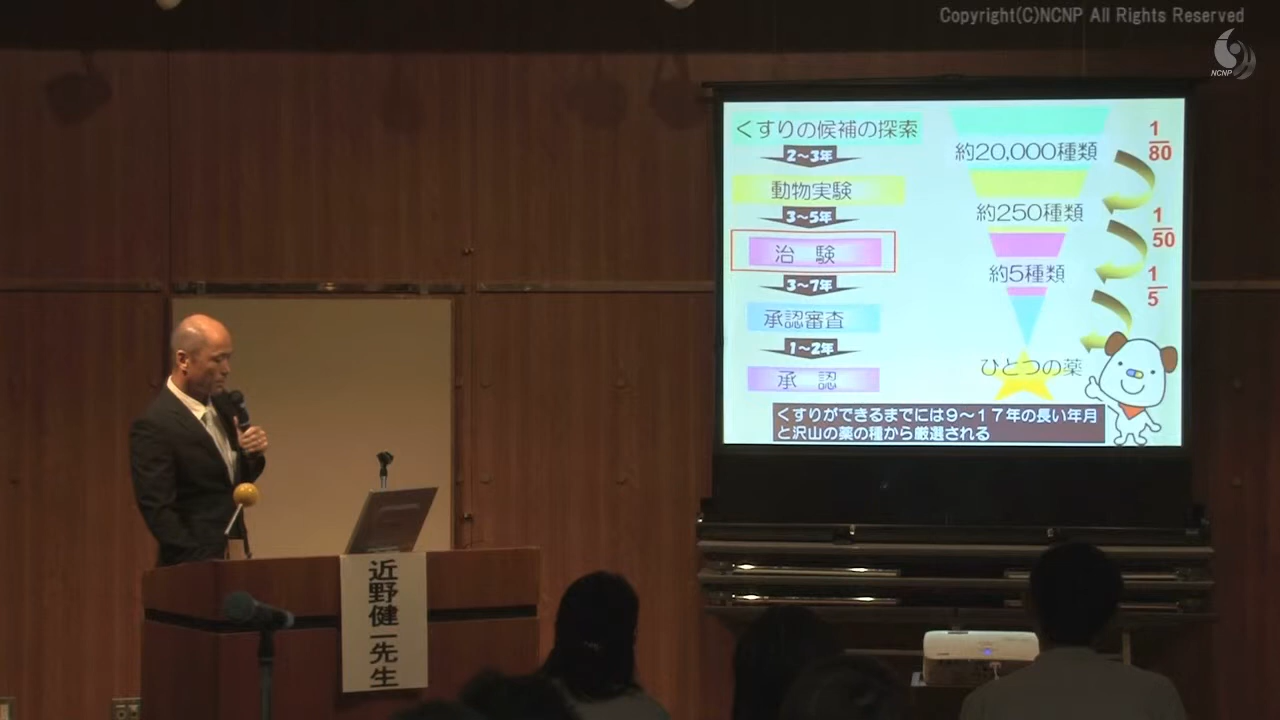 Copyright(C)NCNP All Rights Reserved
NCNP
くすりの候補の探索
2～3年
動物実験
3～5年
治 験
3～7年
承認審査
1～2年
承 認
約20,000種類
約250種類
約5種類
ひとつの薬
1
80
1
50
1
5
くすりができるまでには９～１７年の長い年月
と沢山の薬の種から厳選される
近野健一先生